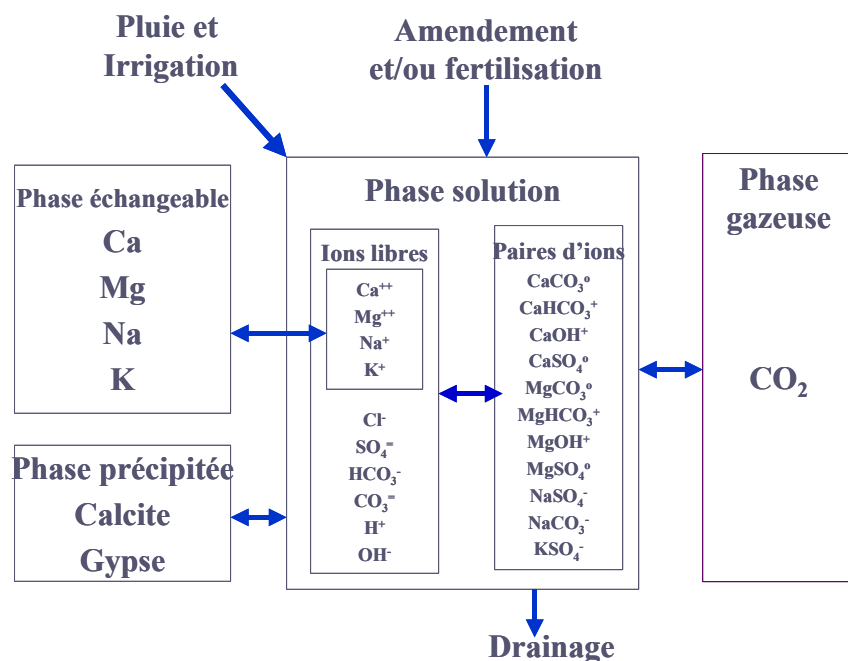 Pluie et
Irrigation
Amendement
et/ou fertilisation
Phase échangeable
Ca
Mg
Na
K
Phase précipitée
Calcite
Gypse
Phase solution
Ions libres
Ca⁺⁺
Mg⁺⁺
Na⁺
K⁺
Cl⁻
SO₄⁼
HCO₃⁻
CO₃⁼
H⁺
OH⁻
Paires d’ions
CaCO₃º
CaHCO₃⁺
CaOH⁺
CaSO₄º
MgCO₃º
MgHCO₃⁺
MgOH⁺
MgSO₄º
NaSO₄⁻
NaCO₃⁻
KSO₄⁻
Phase
gazeuse
CO₂
Drainage